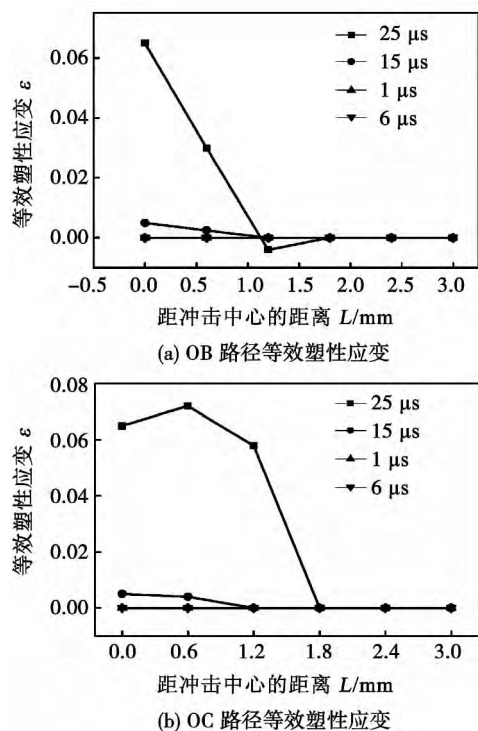 0.06
0.04
0.02
0.00
等效塑性应变 ε
25 μs
15 μs
1 μs
6 μs
-0.5 0.0 0.5 1.0 1.5 2.0 2.5 3.0
距冲击中心的距离 L/mm
(a) OB 路径等效塑性应变
0.08
0.06
0.04
0.02
0.00
等效塑性应变 ε
25 μs
15 μs
1 μs
6 μs
0.0 0.6 1.2 1.8 2.4 3.0
距冲击中心的距离 L/mm
(b) OC 路径等效塑性应变